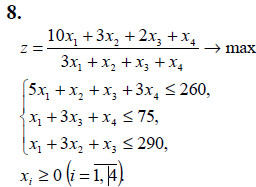 8.
z = (10x₁ + 3x₂ + 2x₃ + x₄) / (3x₁ + x₂ + x₃ + x₄) → max
{ 5x₁ + x₂ + x₃ + 3x₄ ≤ 260,
x₁ + 3x₃ + x₄ ≤ 75,
x₁ + 3x₂ + x₃ ≤ 290,
xᵢ ≥ 0 (i = 1, |4)